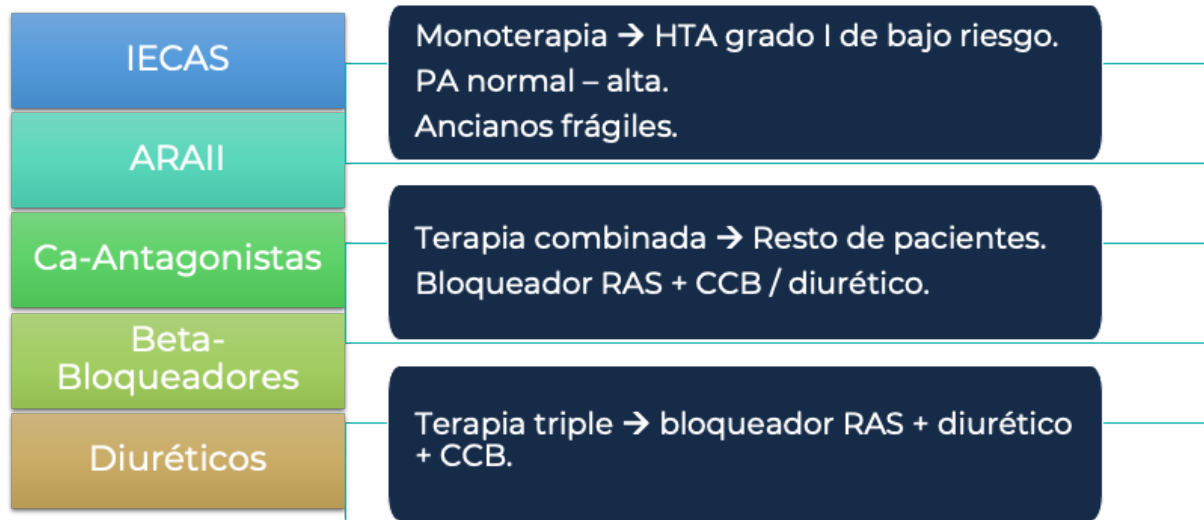 IECAS
ARAII
Ca-Antagonistas
Beta-
Bloqueadores
Diuréticos
Monoterapia → HTA grado I de bajo riesgo.
PA normal – alta.
Ancianos frágiles.
Terapia combinada → Resto de pacientes.
Bloqueador RAS + CCB / diurético.
Terapia triple → bloqueador RAS + diurético
+ CCB.